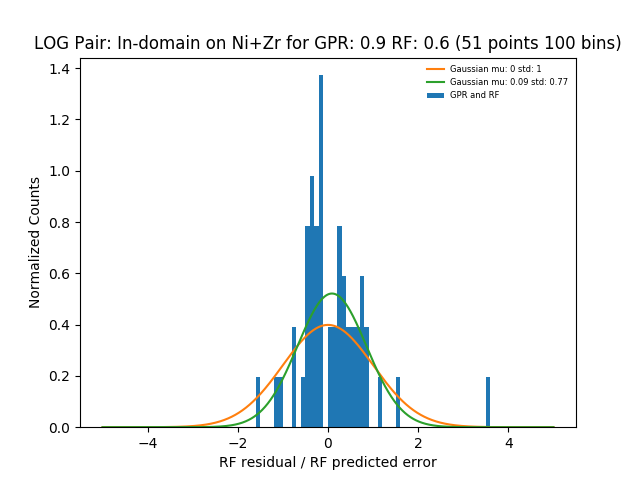 LOG Pair: In-domain on Ni+Zr for GPR: 0.9 RF: 0.6 (51 points 100 bins)
Gaussian mu: 0 std: 1
Gaussian mu: 0.09 std: 0.77
GPR and RF
Normalized Counts
1.4
1.2
1.0
0.8
0.6
0.4
0.2
0.0
−4 −2 0 2 4
RF residual / RF predicted error